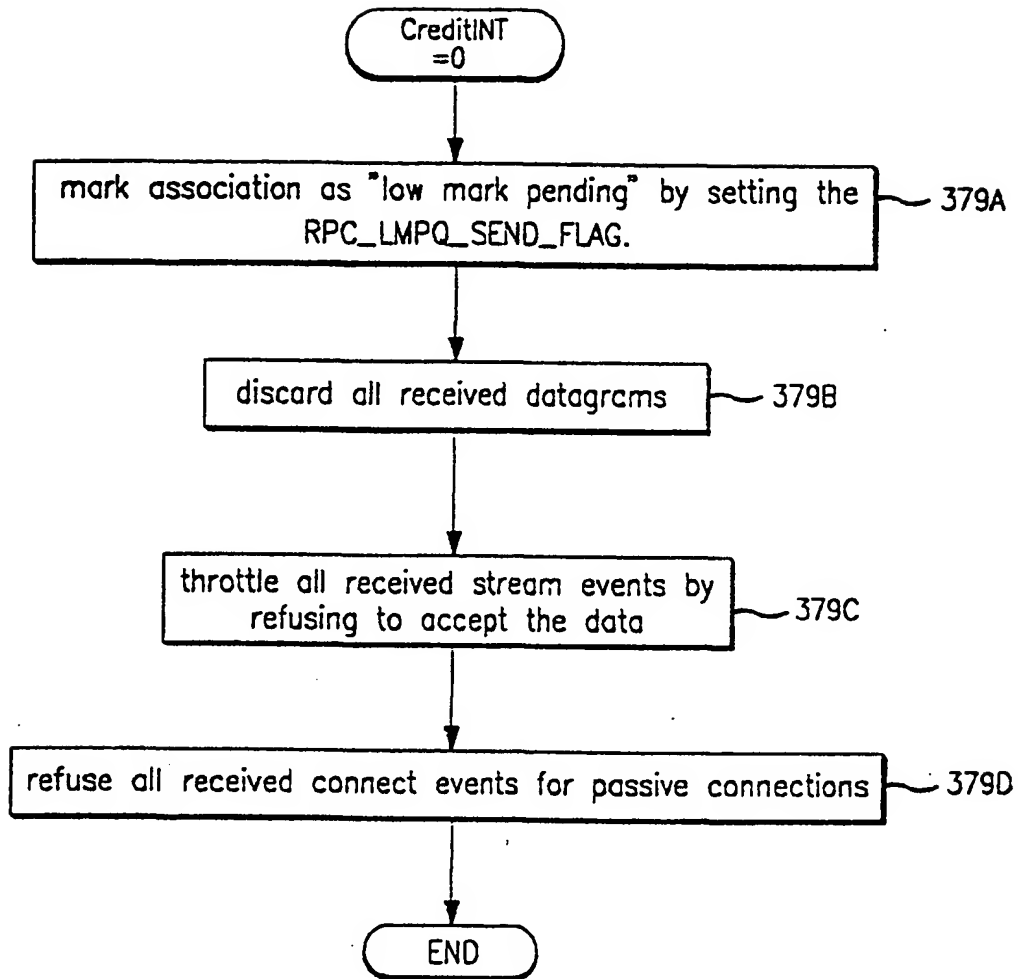 CreditINT
=0
mark association as "low mark pending" by setting the
RPC_LMPQ_SEND_FLAG.
379A
discard all received datagrcms
379B
throttle all received stream events by
refusing to accept the data
379C
refuse all received connect events for passive connections
379D
END